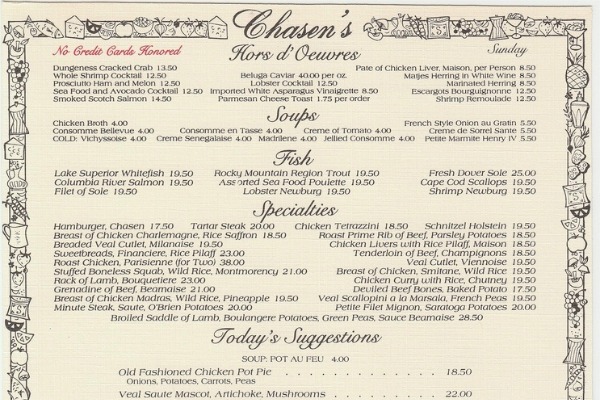 Chasen's
No Credit Cards Honored
Hors d'Oeuvres
Sunday
Dungeness Cracked Crab 13.50
Pate of Chicken Liver, Maison, per Person 8.50
Whole Shrimp Cocktail 12.50 Beluga Caviar 40.00 per oz. Matjes Herring in White Wine 8.50
Prosciutto Ham and Melon 12.50 Lobster Cocktail 12.50 Marinated Herring 8.50
Sea Food and Avocado Cocktail 12.50 Imported White Asparagus Vinaigrette 8.50 Escargots Bourguignonne 12.50
Smoked Scotch Salmon 14.50 Parmesan Cheese Toast 1.75 per order Shrimp Remoulade 12.50
Soups
Chicken Broth 4.00 French Style Onion au Gratin 5.50
Consomme Bellevue 4.00 Consomme en Tasse 4.00 Creme of Tomato 4.00 Creme de Sorrel Sante 5.50
COLD: Vichyssoise 4.00 Creme Senegalaise 4.00 Madrilene 4.00 Jellied Consomme 4.00 Petite Marmite Henry IV 5.50
Fish
Lake Superior Whitefish 19.50 Rocky Mountain Region Trout 19.50 Fresh Dover Sole 25.00
Columbia River Salmon 19.50 Assorted Sea Food Poulette 19.50 Cape Cod Scallops 19.50
Filet of Sole 19.50 Lobster Newburg 19.50 Shrimp Newburg 19.50
Specialties
Hamburger, Chasen 17.50 Tartar Steak 20.00 Chicken Tetrazzini 18.50 Schnitzel Holstein 19.50
Breast of Chicken Charlemagne, Rice Saffron 18.50 Roast Prime Rib of Beef, Parsley Potatoes 18.50
Breaded Veal Cutlet, Milanaise 19.50 Chicken Livers with Rice Pilaff, Maison 18.50
Sweetbreads, Financiere, Rice Pilaff 23.00 Tenderloin of Beef, Champignons 18.50
Roast Chicken, Parisienne (for Two) 38.00 Veal Cutlet, Viennoise 19.50
Stuffed Boneless Squab, Wild Rice, Montmorency 21.00 Breast of Chicken, Smitane, Wild Rice 19.50
Rack of Lamb, Bouquetiere 23.00 Chicken Curry with Rice, Chutney 19.50
Grenadine of Beef, Bearnaise 21.00 Deviled Beef Bones, Baked Potato 17.50
Breast of Chicken Madras, Wild Rice, Pineapple 19.50 Veal Scallopini a la Marsala, French Peas 19.50
Minute Steak, Saute, O'Brien Potatoes 20.00 Petite Filet Mignon, Saratoga Potatoes 20.00
Broiled Saddle of Lamb, Boulangere Potatoes, Green Peas, Sauce Bearnaise 28.50
Today's Suggestions
SOUP: POT AU FEU 4.00
Old Fashioned Chicken Pot Pie . . . . . . . . . . . . . . 18.50
Onions, Potatoes, Carrots, Peas
Veal Saute Mascot, Artichoke, Mushrooms . . . . . . . . . . 22.00